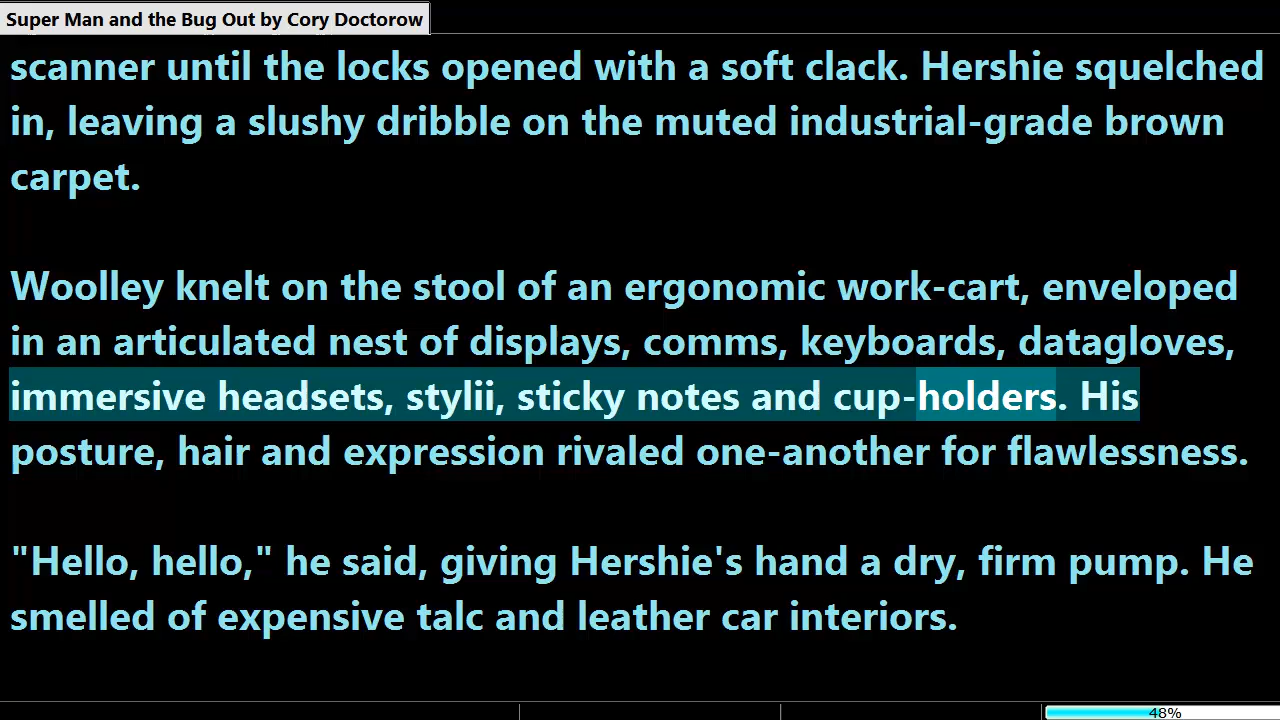 Super Man and the Bug Out by Cory Doctorow
scanner until the locks opened with a soft clack. Hershie squelched
in, leaving a slushy dribble on the muted industrial-grade brown
carpet.
Woolley knelt on the stool of an ergonomic work-cart, enveloped
in an articulated nest of displays, comms, keyboards, datagloves,
immersive headsets, stylii, sticky notes and cup-holders. His
posture, hair and expression rivaled one-another for flawlessness.
"Hello, hello," he said, giving Hershie's hand a dry, firm pump. He
smelled of expensive talc and leather car interiors.
48%